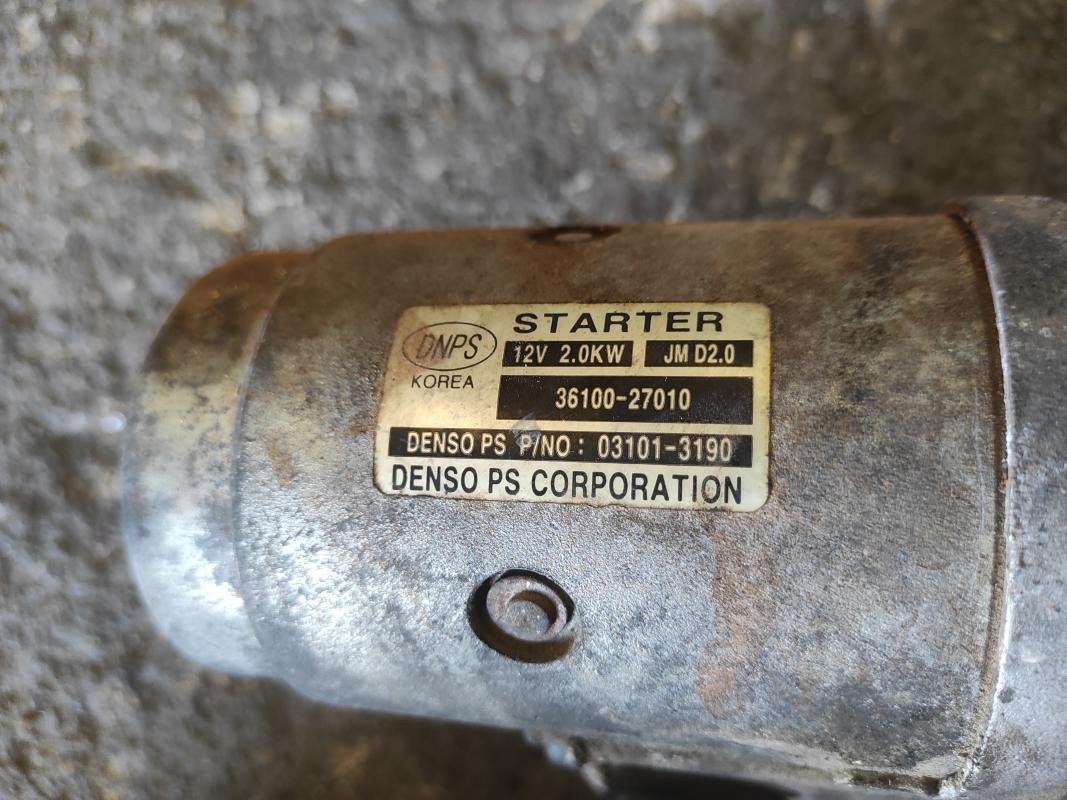 STARTER
DNPS
12V 2.0KW JM D2.0
KOREA
36100-27010
DENSO PS P/NO: 03101-3190
DENSO PS CORPORATION